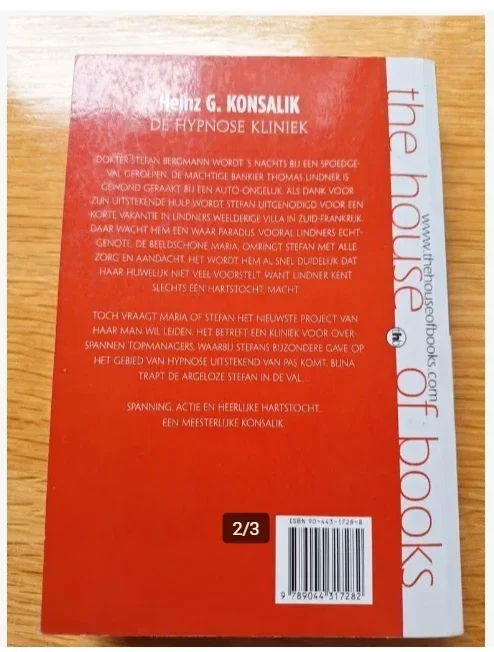 Heinz G. KONSALIK
DE HYPNOSE KLINIEK
DOKTER STEFAN BERGMANN WORDT 'S NACHTS BIJ EEN SPOEDGE-
VAL GEROEPEN. DE MACHTIGE BANKIER THOMAS LINDNER IS
GEWOND GERAAKT BIJ EEN AUTO-ONGELUK. ALS DANK VOOR
ZIJN UITSTEKENDE HULP WORDT STEFAN UITGENODIGD VOOR EEN
KORTE VAKANTIE IN LINDNERS WEELDERIGE VILLA IN ZUID-FRANKRIJK.
DAAR WACHT HEM EEN WAAR PARADIJS. VOORAL LINDNERS ECHT-
GENOTE, DE BEELDSCHONE MARIA, OMRINGT STEFAN MET ALLE
ZORG EN AANDACHT. HET WORDT HEM AL SNEL DUIDELIJK DAT
HAAR HUWELIJK NIET VEEL VOORSTELT, WANT LINDNER KENT
SLECHTS ÉÉN HARTSTOCHT: MACHT.
TOCH VRAAGT MARIA OF STEFAN HET NIEUWSTE PROJECT VAN
HAAR MAN WIL LEIDEN. HET BETREFT EEN KLINIEK VOOR OVER-
SPANNEN TOPMANAGERS, WAARBIJ STEFANS BIJZONDERE GAVE OP
HET GEBIED VAN HYPNOSE UITSTEKEND VAN PAS KOMT. BIJNA
TRAPT DE ARGELOZE STEFAN IN DE VAL...
SPANNING, ACTIE EN HEERLIJKE HARTSTOCHT.
EEN MEESTERLIJKE KONSALIK.
the house of books
www.thehouseofbooks.com
2/3
ISBN 90-443-1728-8
9 789044 317282